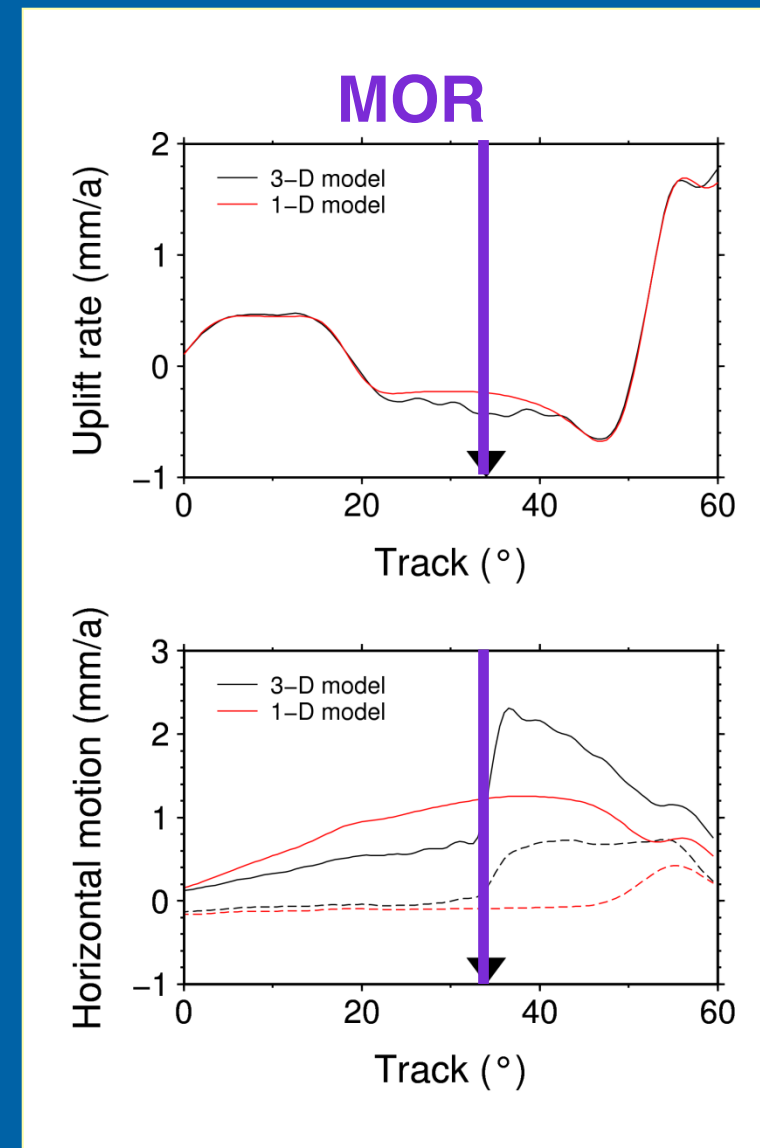 MOR
Uplift rate (mm/a)
2
1
0
−1
3−D model
1−D model
0 20 40 60
Track (°)
Horizontal motion (mm/a)
3
2
1
0
−1
3−D model
1−D model
0 20 40 60
Track (°)